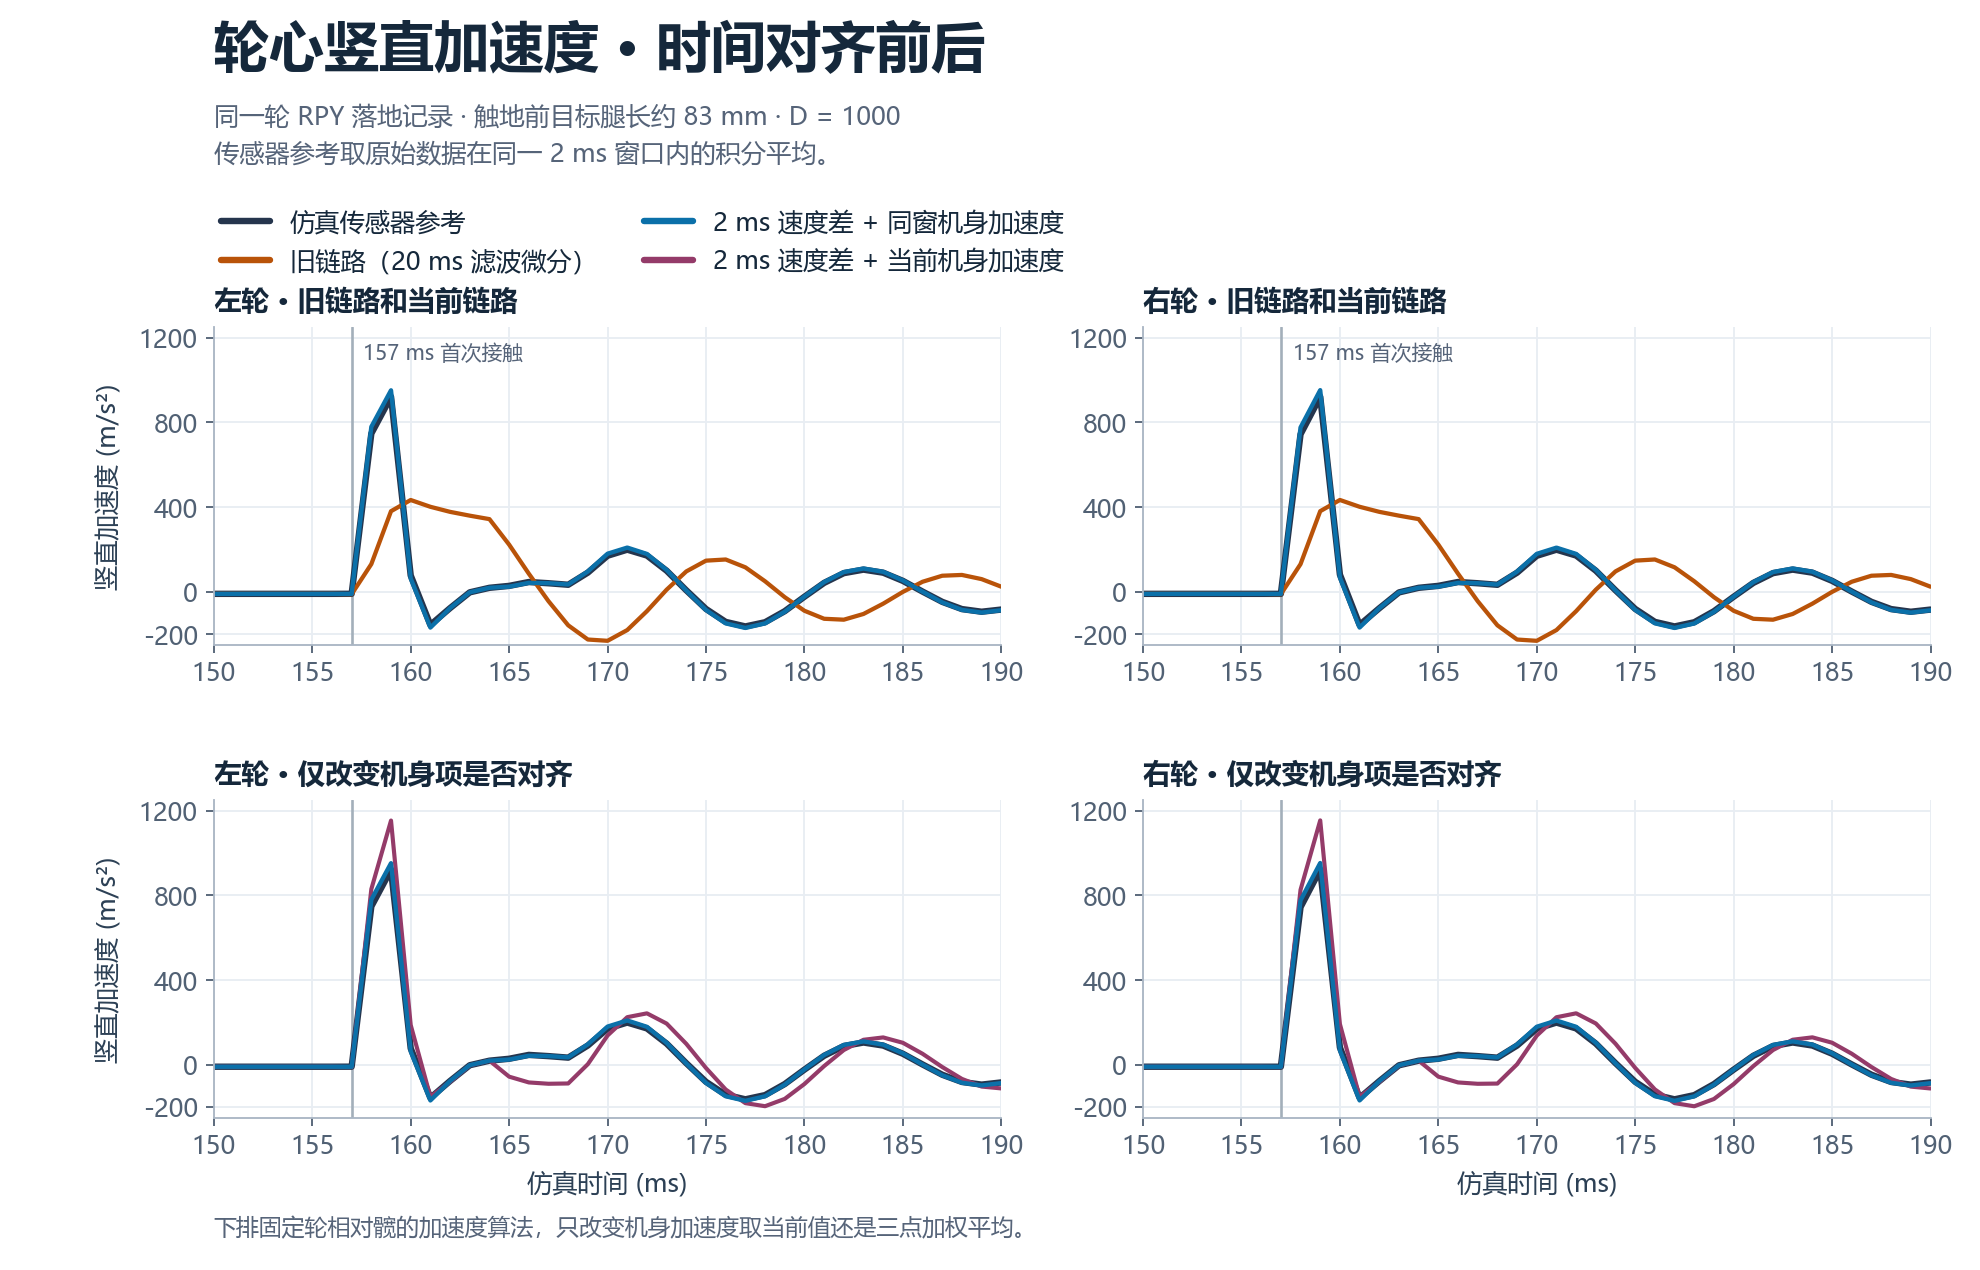 轮心竖直加速度 • 时间对齐前后
同一轮 RPY 落地记录 · 触地前目标腿长约 83 mm · D = 1000
传感器参考取原始数据在同一 2 ms 窗口内的积分平均。
仿真传感器参考
2 ms 速度差 + 同窗机身加速度
旧链路（20 ms 滤波微分）
2 ms 速度差 + 当前机身加速度
左轮 • 旧链路和当前链路
竖直加速度 (m/s²)
1200
800
400
0
-200
157 ms 首次接触
150 155 160 165 170 175 180 185 190
右轮 • 旧链路和当前链路
1200
800
400
0
-200
157 ms 首次接触
150 155 160 165 170 175 180 185 190
左轮 • 仅改变机身项是否对齐
竖直加速度 (m/s²)
1200
800
400
0
-200
150 155 160 165 170 175 180 185 190
仿真时间 (ms)
右轮 • 仅改变机身项是否对齐
1200
800
400
0
-200
150 155 160 165 170 175 180 185 190
仿真时间 (ms)
下排固定轮相对髋的加速度算法，只改变机身加速度取当前值还是三点加权平均。